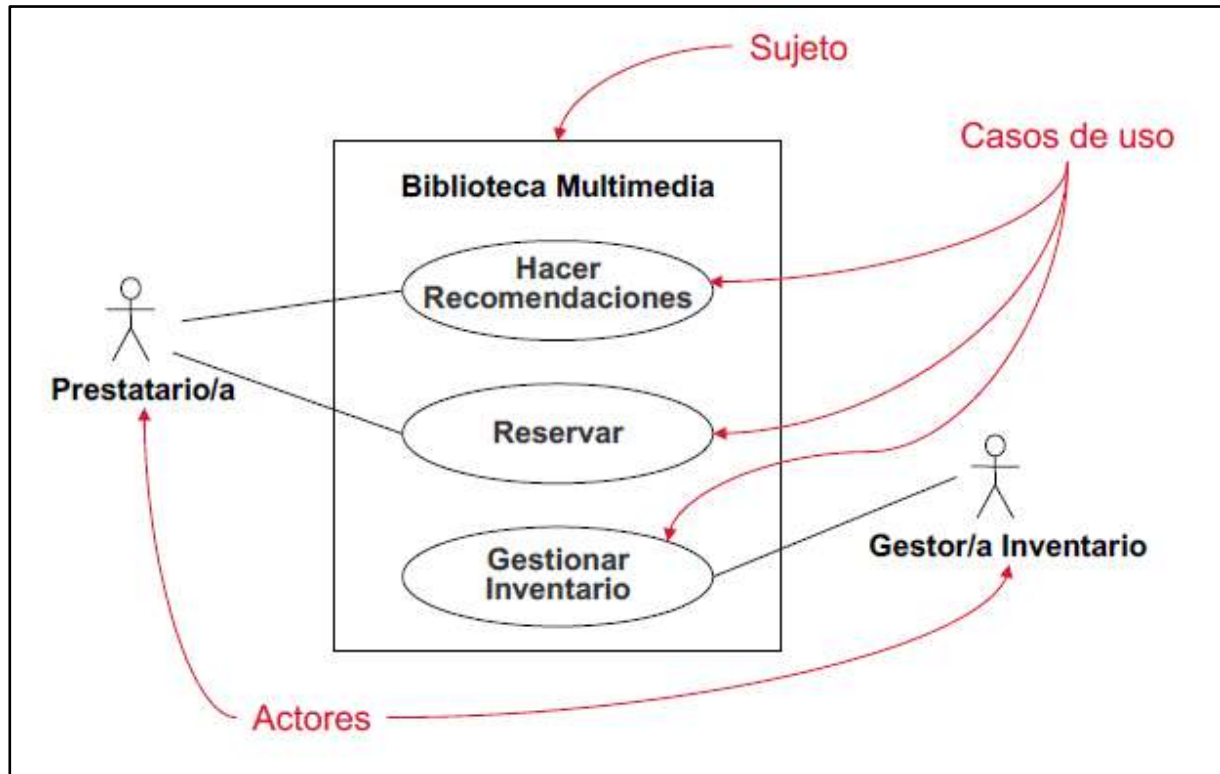 Sujeto
Casos de uso
Biblioteca Multimedia
Hacer
Recomendaciones
Prestatario/a
Reservar
Gestor/a Inventario
Gestionar
Inventario
Actores